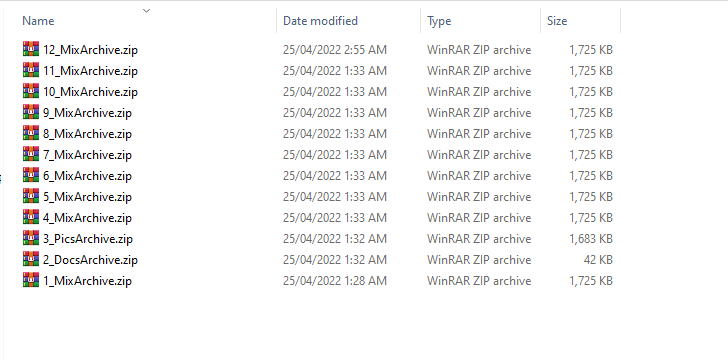 Name Date modified Type Size
12_MixArchive.zip 25/04/2022 2:55 AM WinRAR ZIP archive 1,725 KB
11_MixArchive.zip 25/04/2022 1:33 AM WinRAR ZIP archive 1,725 KB
10_MixArchive.zip 25/04/2022 1:33 AM WinRAR ZIP archive 1,725 KB
9_MixArchive.zip 25/04/2022 1:33 AM WinRAR ZIP archive 1,725 KB
8_MixArchive.zip 25/04/2022 1:33 AM WinRAR ZIP archive 1,725 KB
7_MixArchive.zip 25/04/2022 1:33 AM WinRAR ZIP archive 1,725 KB
6_MixArchive.zip 25/04/2022 1:33 AM WinRAR ZIP archive 1,725 KB
5_MixArchive.zip 25/04/2022 1:33 AM WinRAR ZIP archive 1,725 KB
4_MixArchive.zip 25/04/2022 1:33 AM WinRAR ZIP archive 1,725 KB
3_PicsArchive.zip 25/04/2022 1:32 AM WinRAR ZIP archive 1,683 KB
2_DocsArchive.zip 25/04/2022 1:32 AM WinRAR ZIP archive 42 KB
1_MixArchive.zip 25/04/2022 1:28 AM WinRAR ZIP archive 1,725 KB